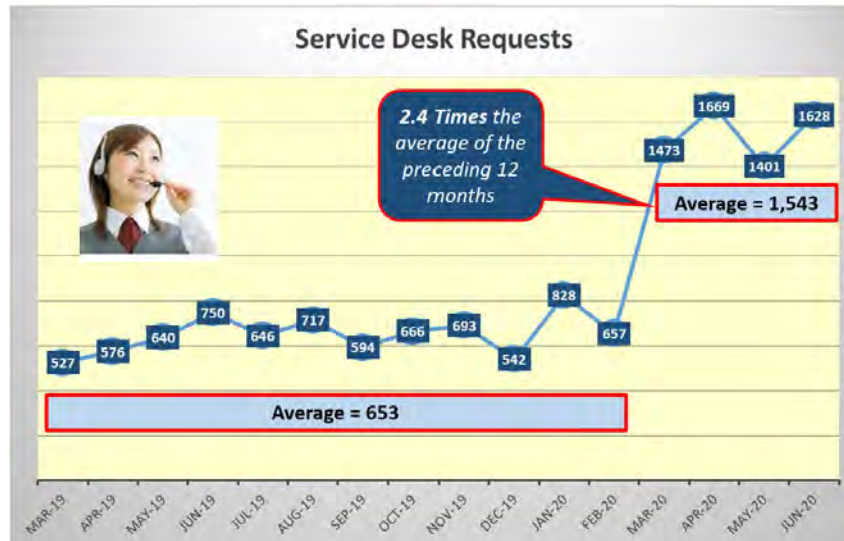 Service Desk Requests
2.4 Times the
average of the
preceding 12
months
1669
1628
1473
1401
Average = 1,543
828
750
717
693
666
657
646
640
594
576
542
527
Average = 653
MAR-19
APR-19
MAY-19
JUN-19
JUL-19
AUG-19
SEP-19
OCT-19
NOV-19
DEC-19
JAN-20
FEB-20
MAR-20
APR-20
MAY-20
JUN-20